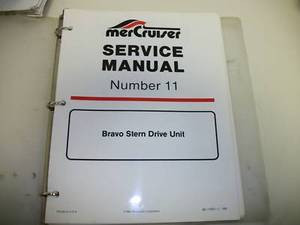 merCruiser
SERVICE
MANUAL
Number 11
Bravo Stern Drive Unit